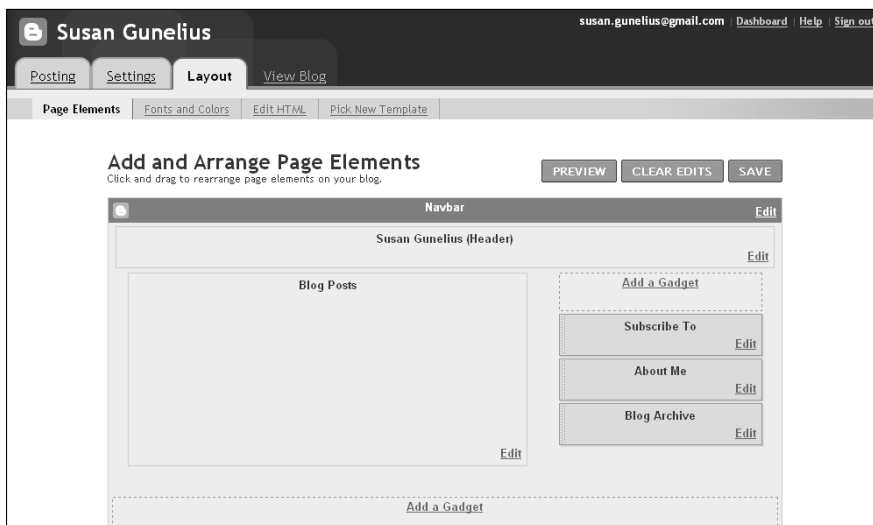 susan.gunelius@gmail.com | Dashboard | Help | Sign out
Susan Gunelius
Posting Settings Layout View Blog
Page Elements Fonts and Colors Edit HTML Pick New Template
Add and Arrange Page Elements
Click and drag to rearrange page elements on your blog.
PREVIEW CLEAR EDITS SAVE
Navbar
Edit
Susan Gunelius (Header)
Edit
Blog Posts
Edit
Add a Gadget
Subscribe To
Edit
About Me
Edit
Blog Archive
Edit
Add a Gadget